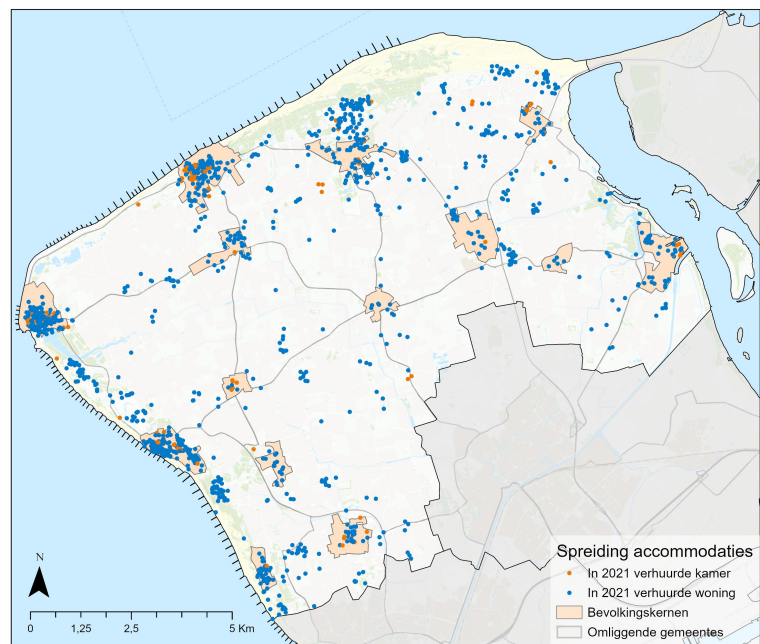 Spreiding accommodaties
In 2021 verhuurde kamer
In 2021 verhuurde woning
Bevolkingskernen
Omliggende gemeentes
N
0 1,25 2,5 5 Km